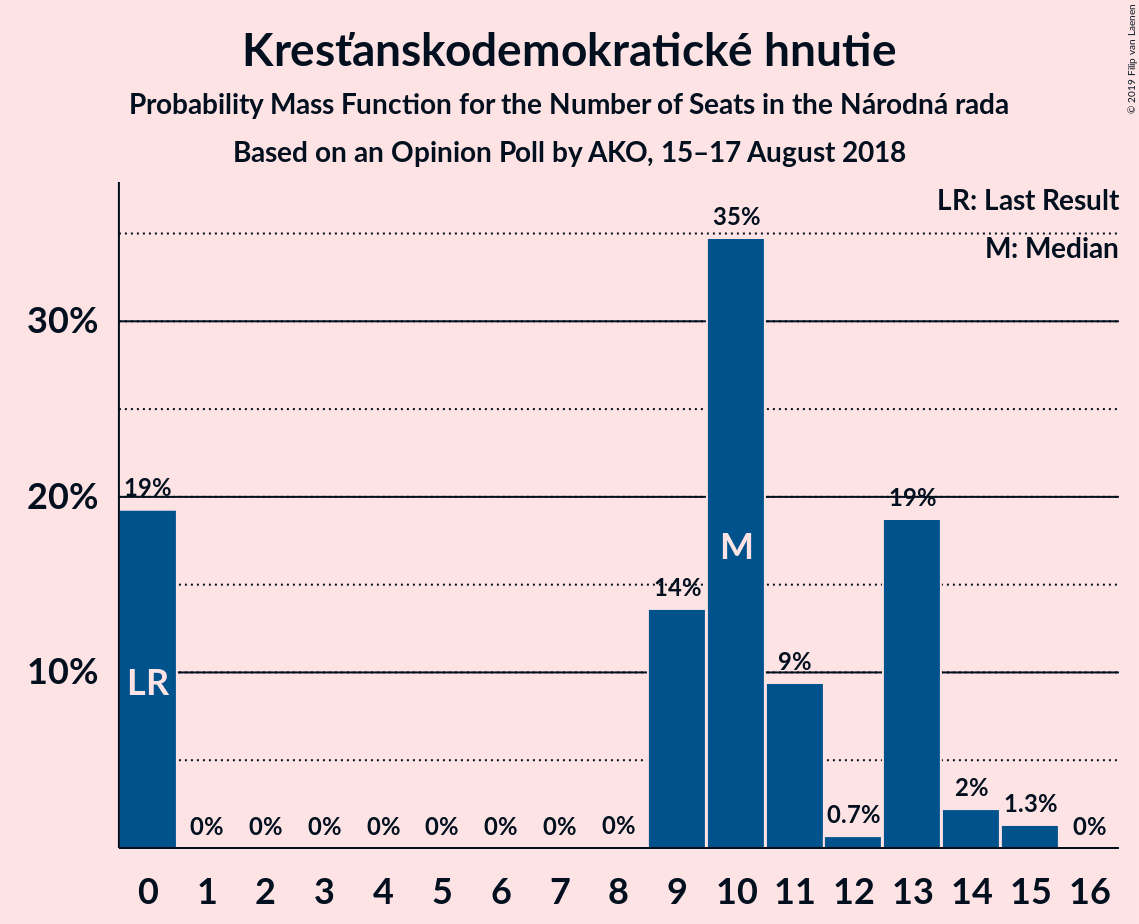 Kresťanskodemokratické hnutie
Probability Mass Function for the Number of Seats in the Národná rada
Based on an Opinion Poll by AKO, 15–17 August 2018
© 2019 Filip van Laenen
LR: Last Result
M: Median
30%
20%
10%
19%
0%
0%
0%
0%
0%
0%
0%
0%
14%
35%
9%
0.7%
19%
2%
1.3%
0%
LR
M
0 1 2 3 4 5 6 7 8 9 10 11 12 13 14 15 16